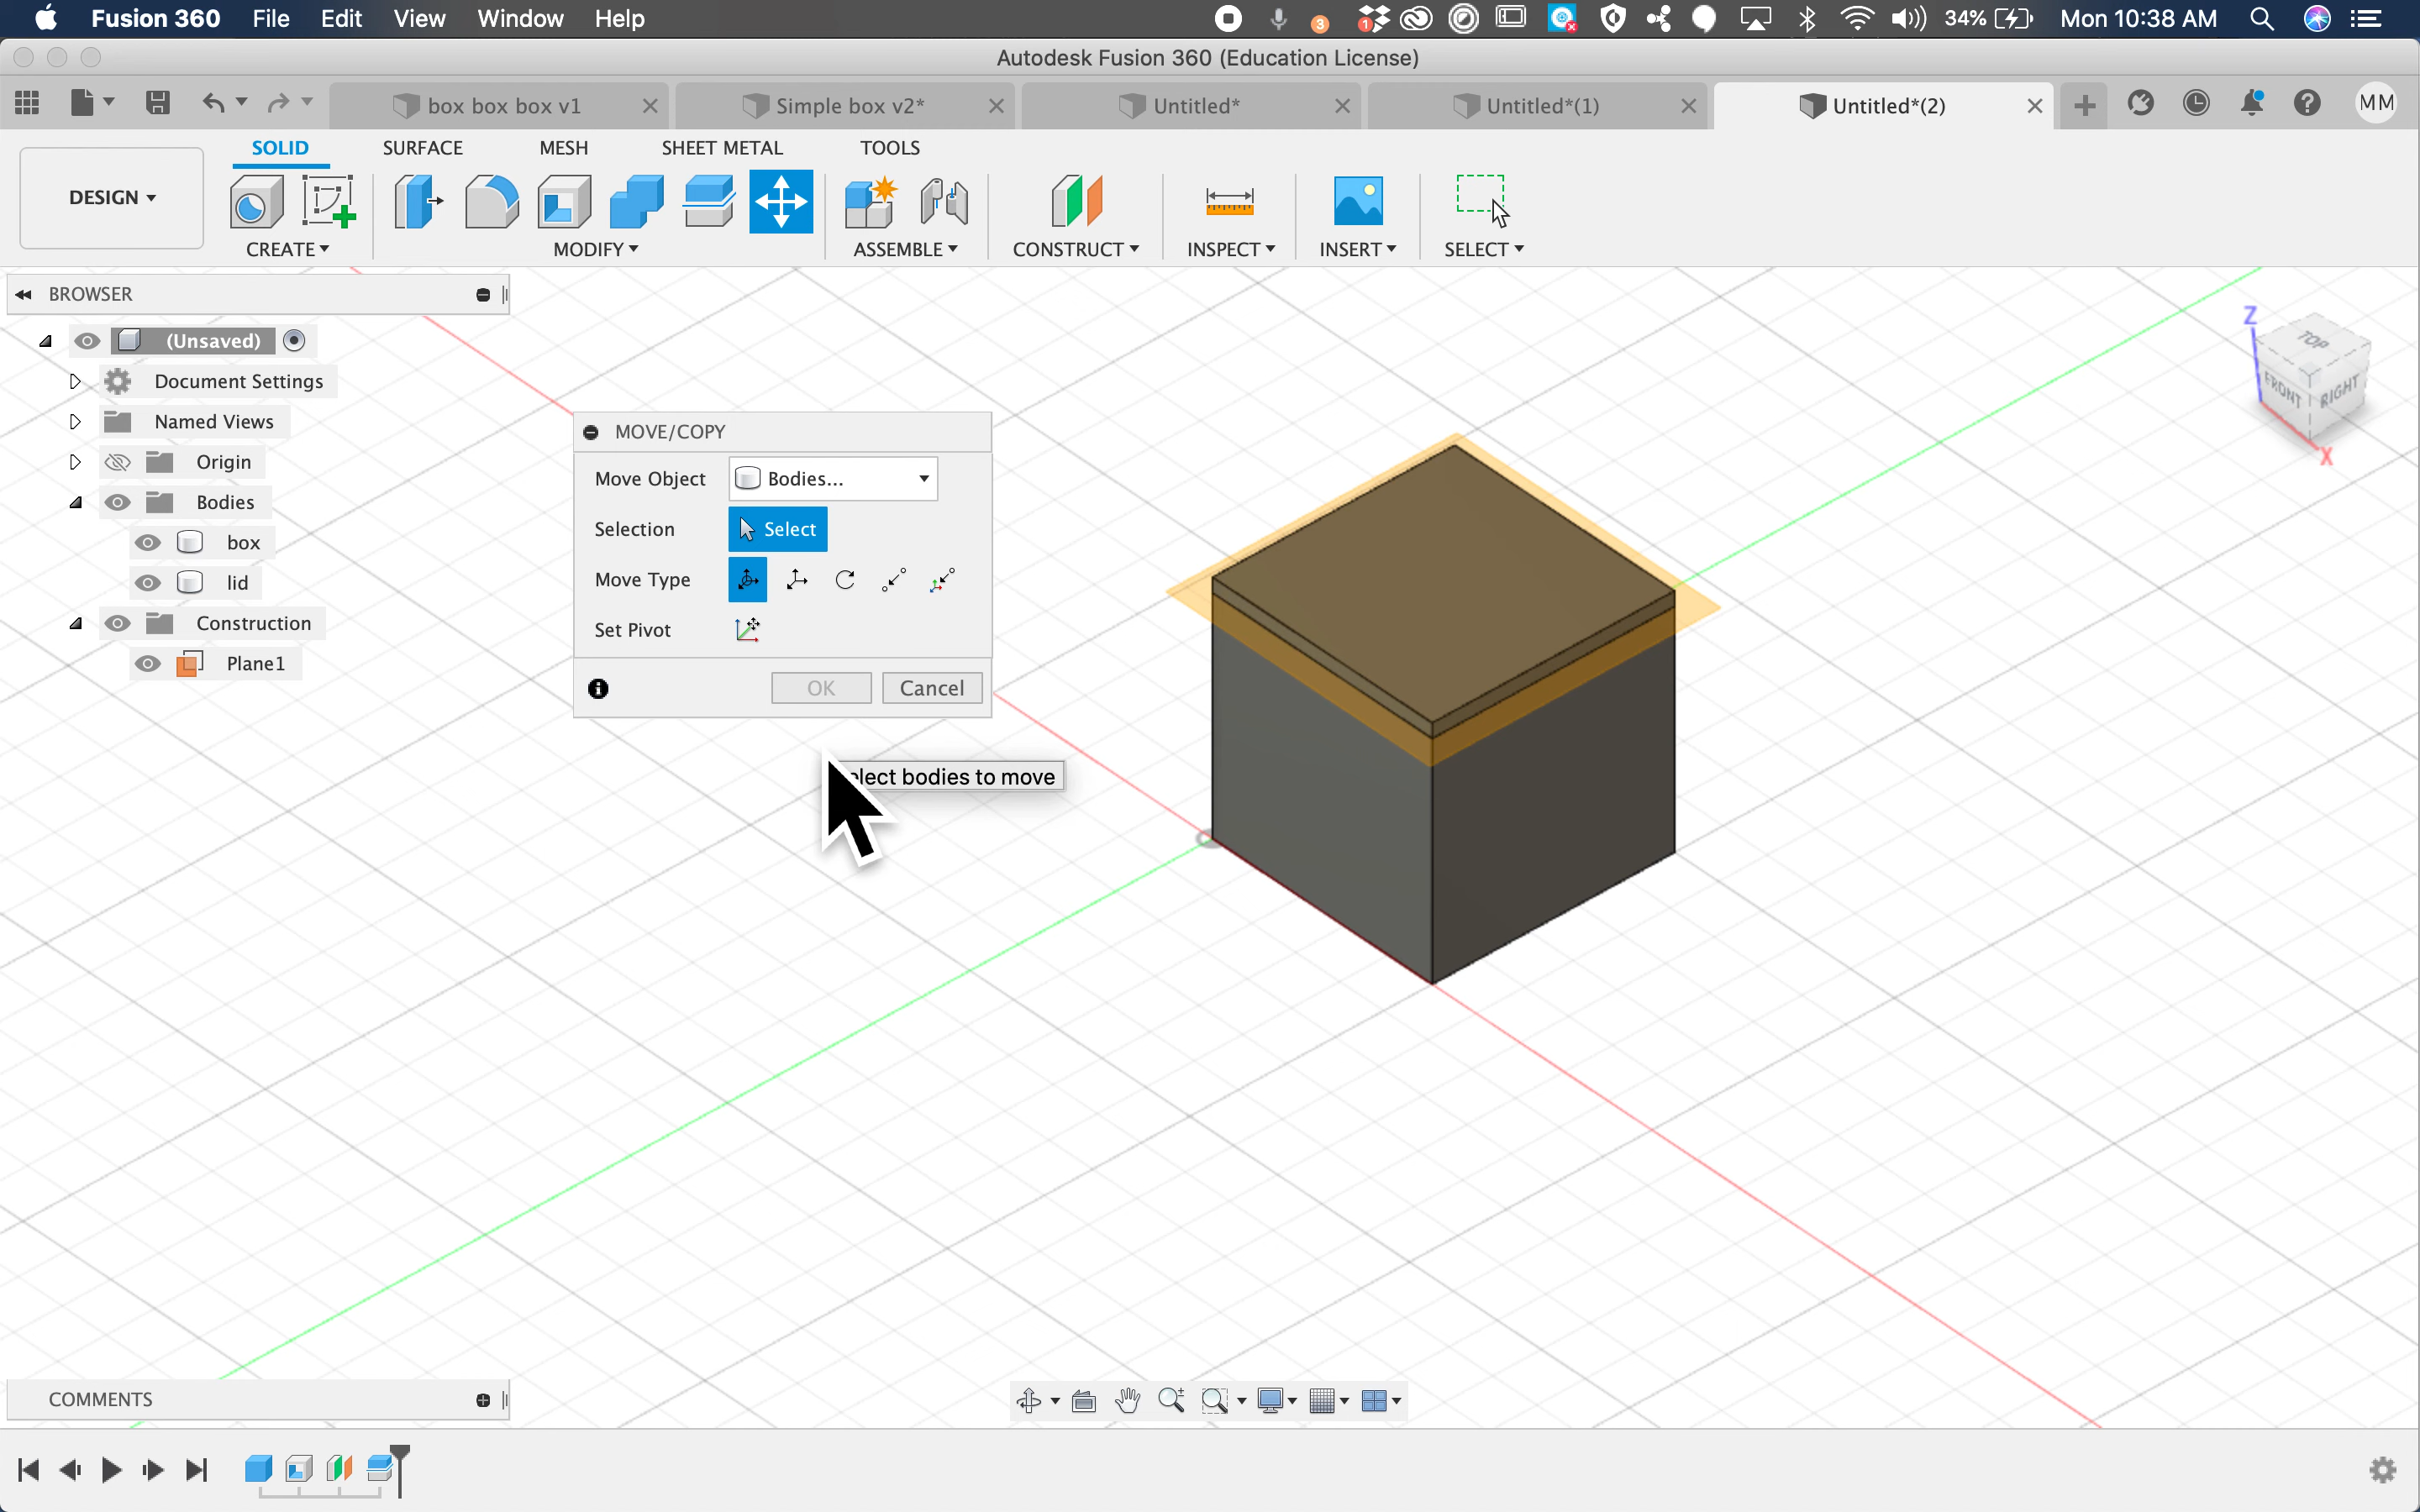 Fusion 360 File Edit View Window Help 3 1 34% Mon 10:38 AM
Autodesk Fusion 360 (Education License)
box box box v1 Simple box v2* Untitled* Untitled*(1) Untitled*(2) MM
SOLID SURFACE MESH SHEET METAL TOOLS
DESIGN
CREATE MODIFY ASSEMBLE CONSTRUCT INSPECT INSERT SELECT
BROWSER
(Unsaved)
Document Settings
Named Views
Origin
Bodies
box
lid
Construction
Plane1
MOVE/COPY
Move Object Bodies...
Selection Select
Move Type
Set Pivot
OK Cancel
elect bodies to move
Z
TOP
FRONT RIGHT
X
COMMENTS